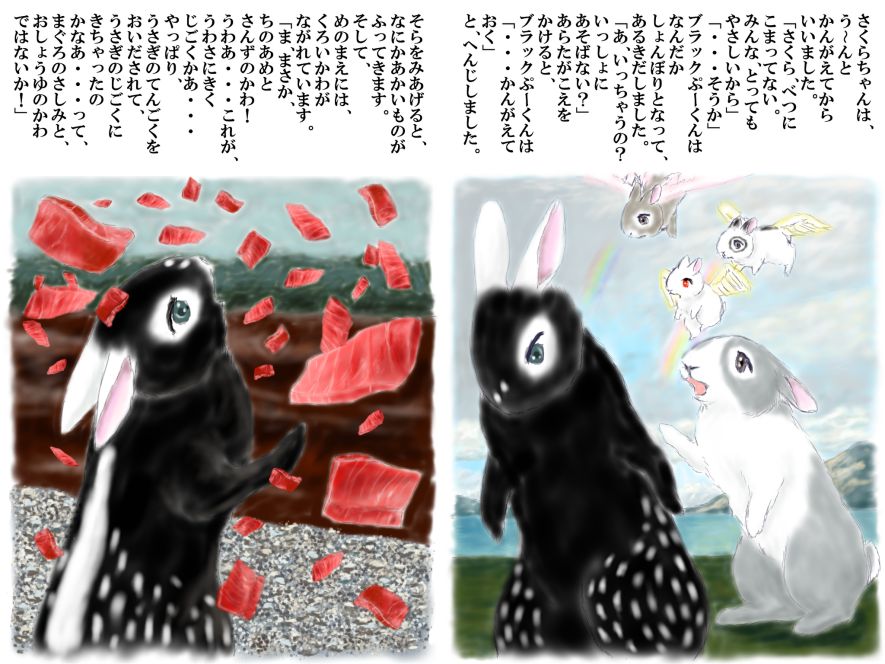 さくらちゃんは、
う～んと
かんがえてから
いいました。
「さくら、べつに
こまってない。
みんな、とっても
やさしいから」
「・・・そうか」
ブラックぷーくんは
なんだか
しょんぼりとなって、
あるきだしました。
「あ、いっちゃうの？
いっしょに
あそばない？」
あらたがこえを
かけると、
ブラックぷーくんは
「・・・かんがえて
おく」
と、へんじしました。
そらをみあげると、
なにかあかいものが
ふってきます。
そして、
めのまえには、
くろいかわが
ながれています。
「ま、まさか、
ちのあめと
さんずのかわ！
うわあ・・・これが、
うわさにきく
じごくかあ・・・
やっぱり、
うさぎのてんごくを
おいだされて、
うさぎのじごくに
きちゃったの
かなあ・・・って、
まぐろのさしみと、
おしょうゆのかわ
ではないか！」